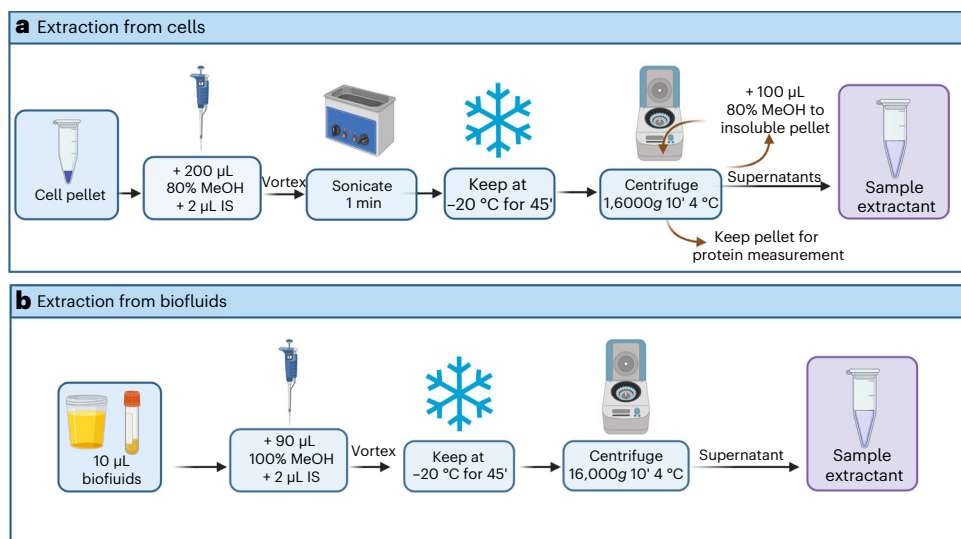 a Extraction from cells
Cell pellet
+ 200 µL
80% MeOH
+ 2 µL IS
Vortex
Sonicate
1 min
Keep at
–20 °C for 45'
Centrifuge
1,6000g 10' 4 °C
+ 100 µL
80% MeOH to
insoluble pellet
Supernatants
Keep pellet for
protein measurement
Sample
extractant
b Extraction from biofluids
10 µL
biofluids
+ 90 µL
100% MeOH
+ 2 µL IS
Vortex
Keep at
–20 °C for 45'
Centrifuge
16,000g 10' 4 °C
Supernatant
Sample
extractant